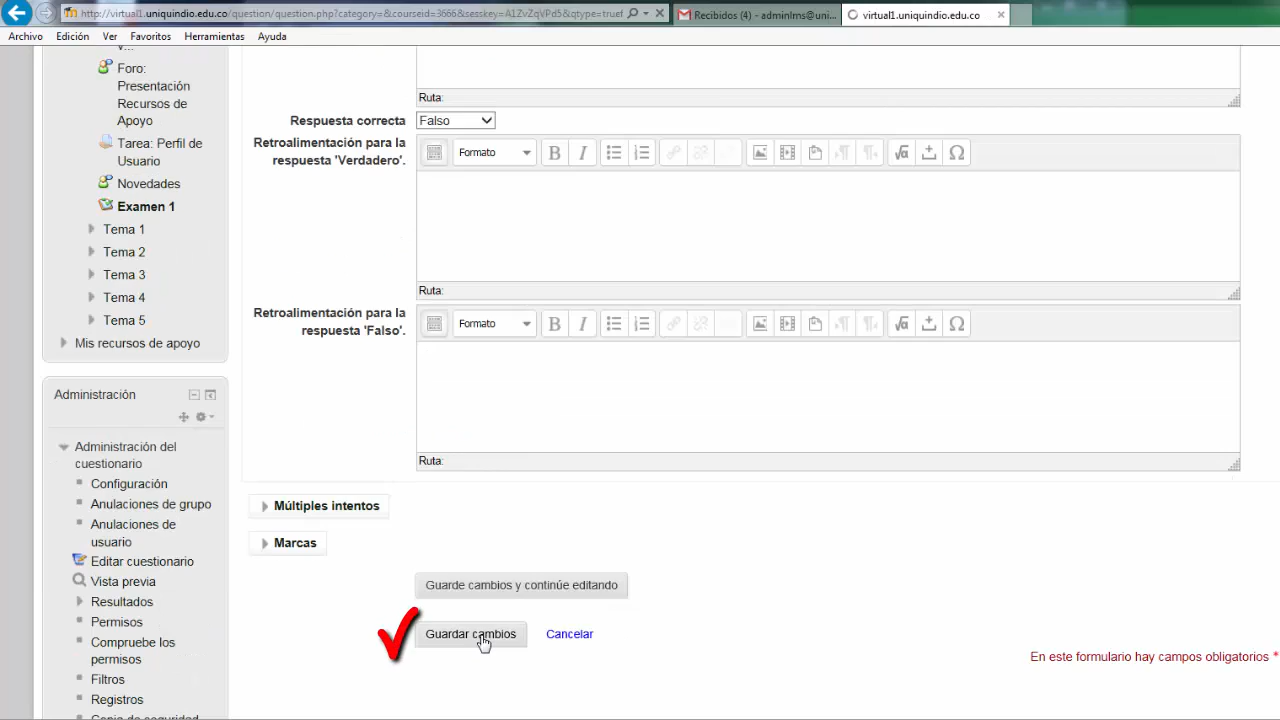 http://virtual1.uniquindio.edu.co/question/question.php?category=&courseid=3666&sesskey=A1ZvZqVPd5&qtype=truef
Recibidos (4) - adminlms@uni...
virtual1.uniquindio.edu.co
Archivo Edición Ver Favoritos Herramientas Ayuda
v...
Foro:
Presentación
Recursos de
Apoyo
Tarea: Perfil de
Usuario
Novedades
Examen 1
Tema 1
Tema 2
Tema 3
Tema 4
Tema 5
Mis recursos de apoyo
Administración
Administración del
cuestionario
Configuración
Anulaciones de grupo
Anulaciones de
usuario
Editar cuestionario
Vista previa
Resultados
Permisos
Compruebe los
permisos
Filtros
Registros
Copia de seguridad
Ruta:
Respuesta correcta Falso
Retroalimentación para la
respuesta 'Verdadero'.
Formato
Ruta:
Retroalimentación para la
respuesta 'Falso'.
Formato
Ruta:
Múltiples intentos
Marcas
Guarde cambios y continúe editando
Guardar cambios Cancelar
En este formulario hay campos obligatorios *